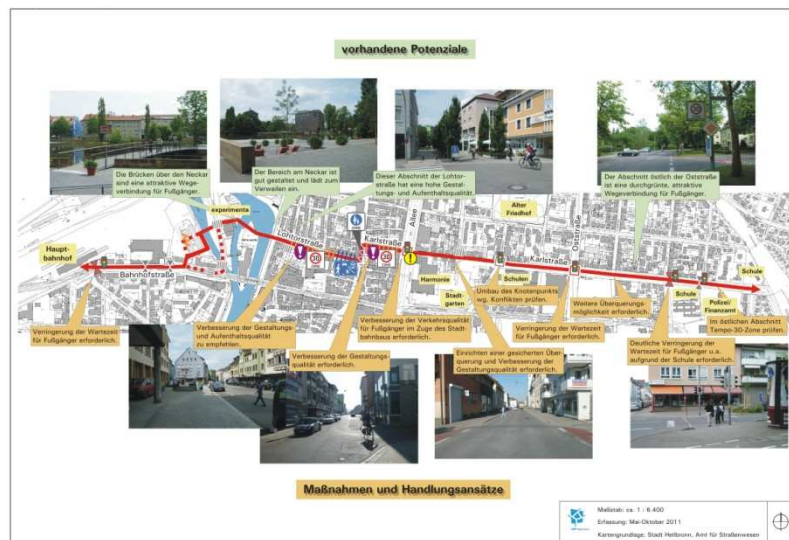 vorhandene Potenziale
Die Brücken über den Neckar
sind eine attraktive Wege-
verbindung für Fußgänger.
Der Bereich am Neckar ist
gut gestaltet und lädt zum
Verweilen ein.
Dieser Abschnitt der Lohtor-
straße hat eine hohe Gestal-
tungs- und Aufenthaltsqualität.
Der Abschnitt östlich der Oststraße
ist eine durchgrünte, attraktive
Wegeverbindung für Fußgänger.
experimenta
Alter
Friedhof
Haupt-
bahnhof
Bahnhofstraße
Lohtorstraße
30
Karlstraße
30
Allee
Harmonie
Stadt-
garten
Schulen
Karlstraße
Oststraße
Schule
Polizei/
Finanzamt
Schule
Verringerung der Wartezeit
für Fußgänger erforderlich.
Verbesserung der Gestaltungs-
und Aufenthaltsqualität
zu empfehlen.
Verbesserung der Gestaltungs-
qualität erforderlich.
Verbesserung der Verkehrsqualität
für Fußgänger im Zuge des Stadt-
bahnbaus erforderlich.
Einrichten einer gesicherten Über-
querung und Verbesserung der
Gestaltungsqualität erforderlich.
Umbau des Knotenpunkts
wg. Konflikten prüfen.
Verringerung der Wartezeit
für Fußgänger erforderlich.
Weitere Überquerungs-
möglichkeit erforderlich.
Deutliche Verringerung der
Wartezeit für Fußgänger u.a.
aufgrund der Schule erforderlich.
Im östlichen Abschnitt
Tempo-30-Zone prüfen.
Maßnahmen und Handlungsansätze
Maßstab: ca. 1 : 6.400
Erfassung: Mai-Oktober 2011
Kartengrundlage: Stadt Heilbronn, Amt für Straßenwesen